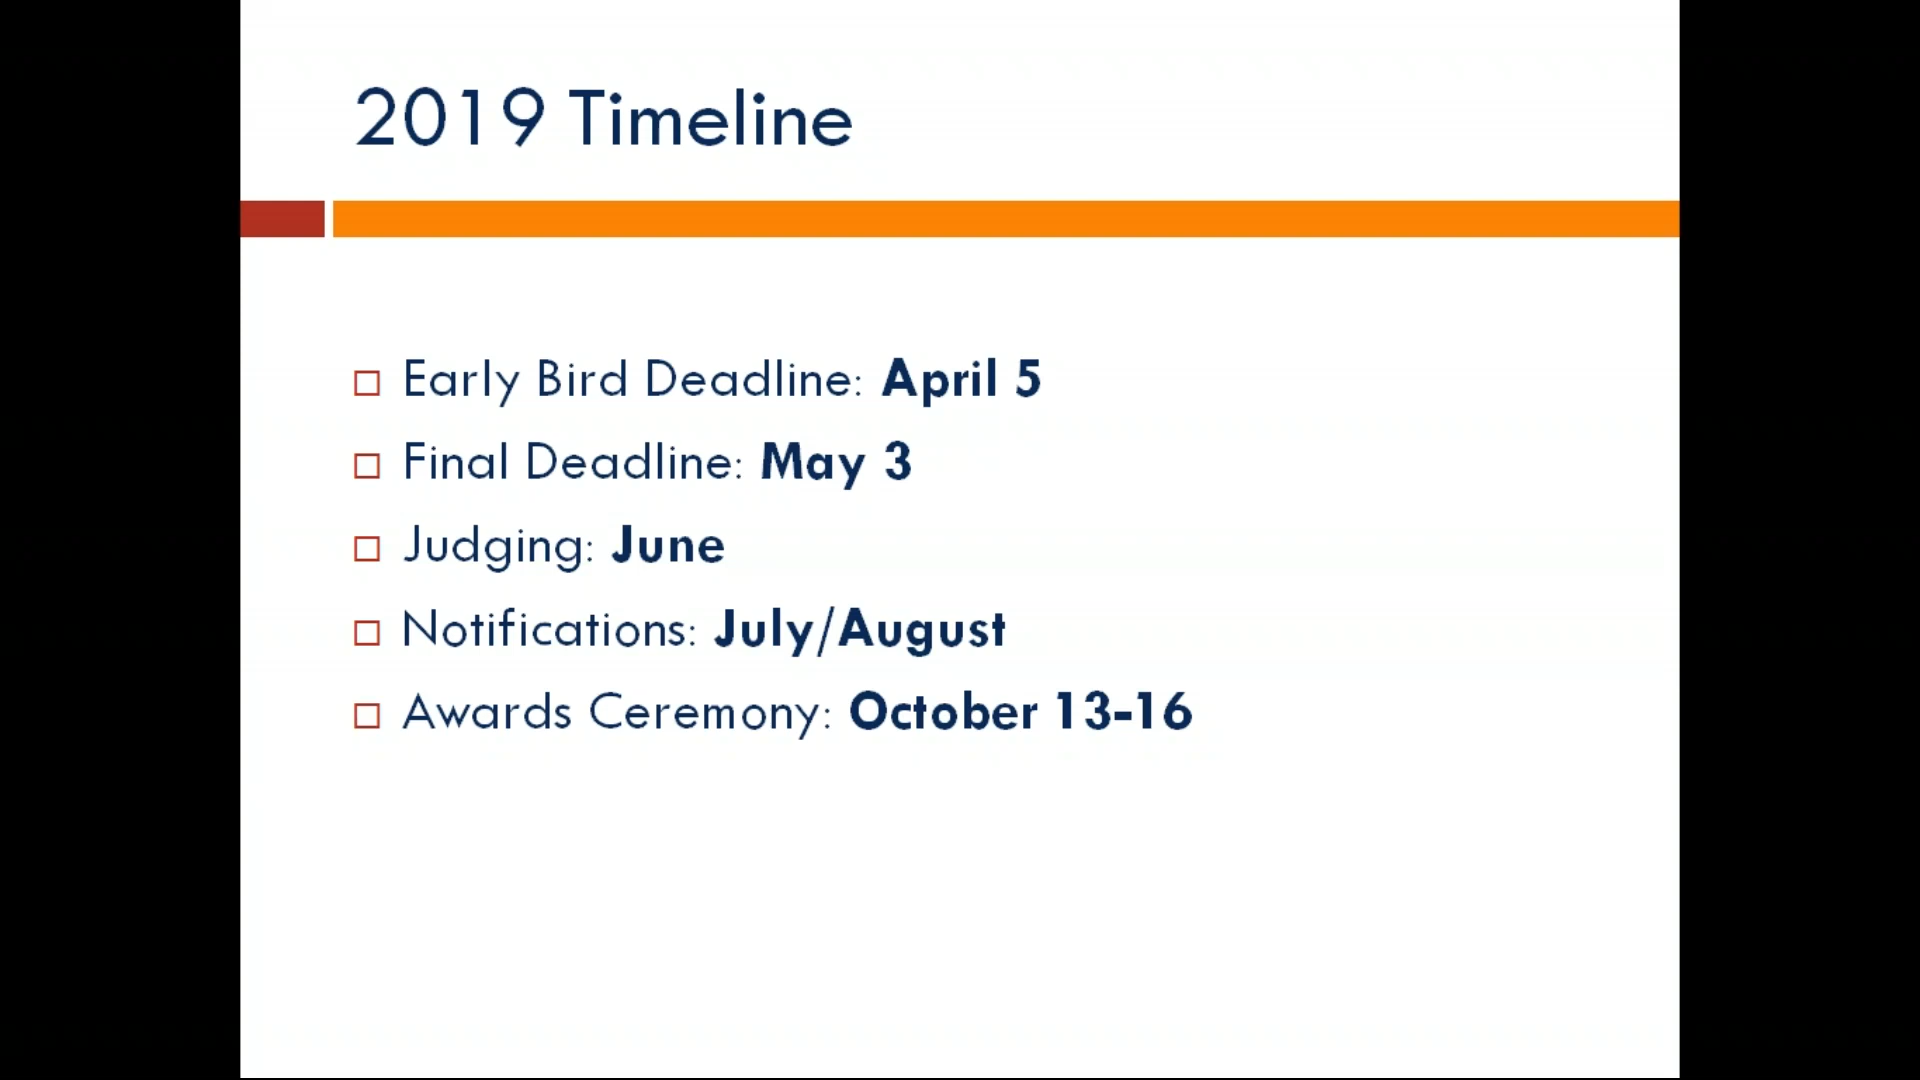 2019 Timeline
Early Bird Deadline: April 5
Final Deadline: May 3
Judging: June
Notifications: July/August
Awards Ceremony: October 13-16